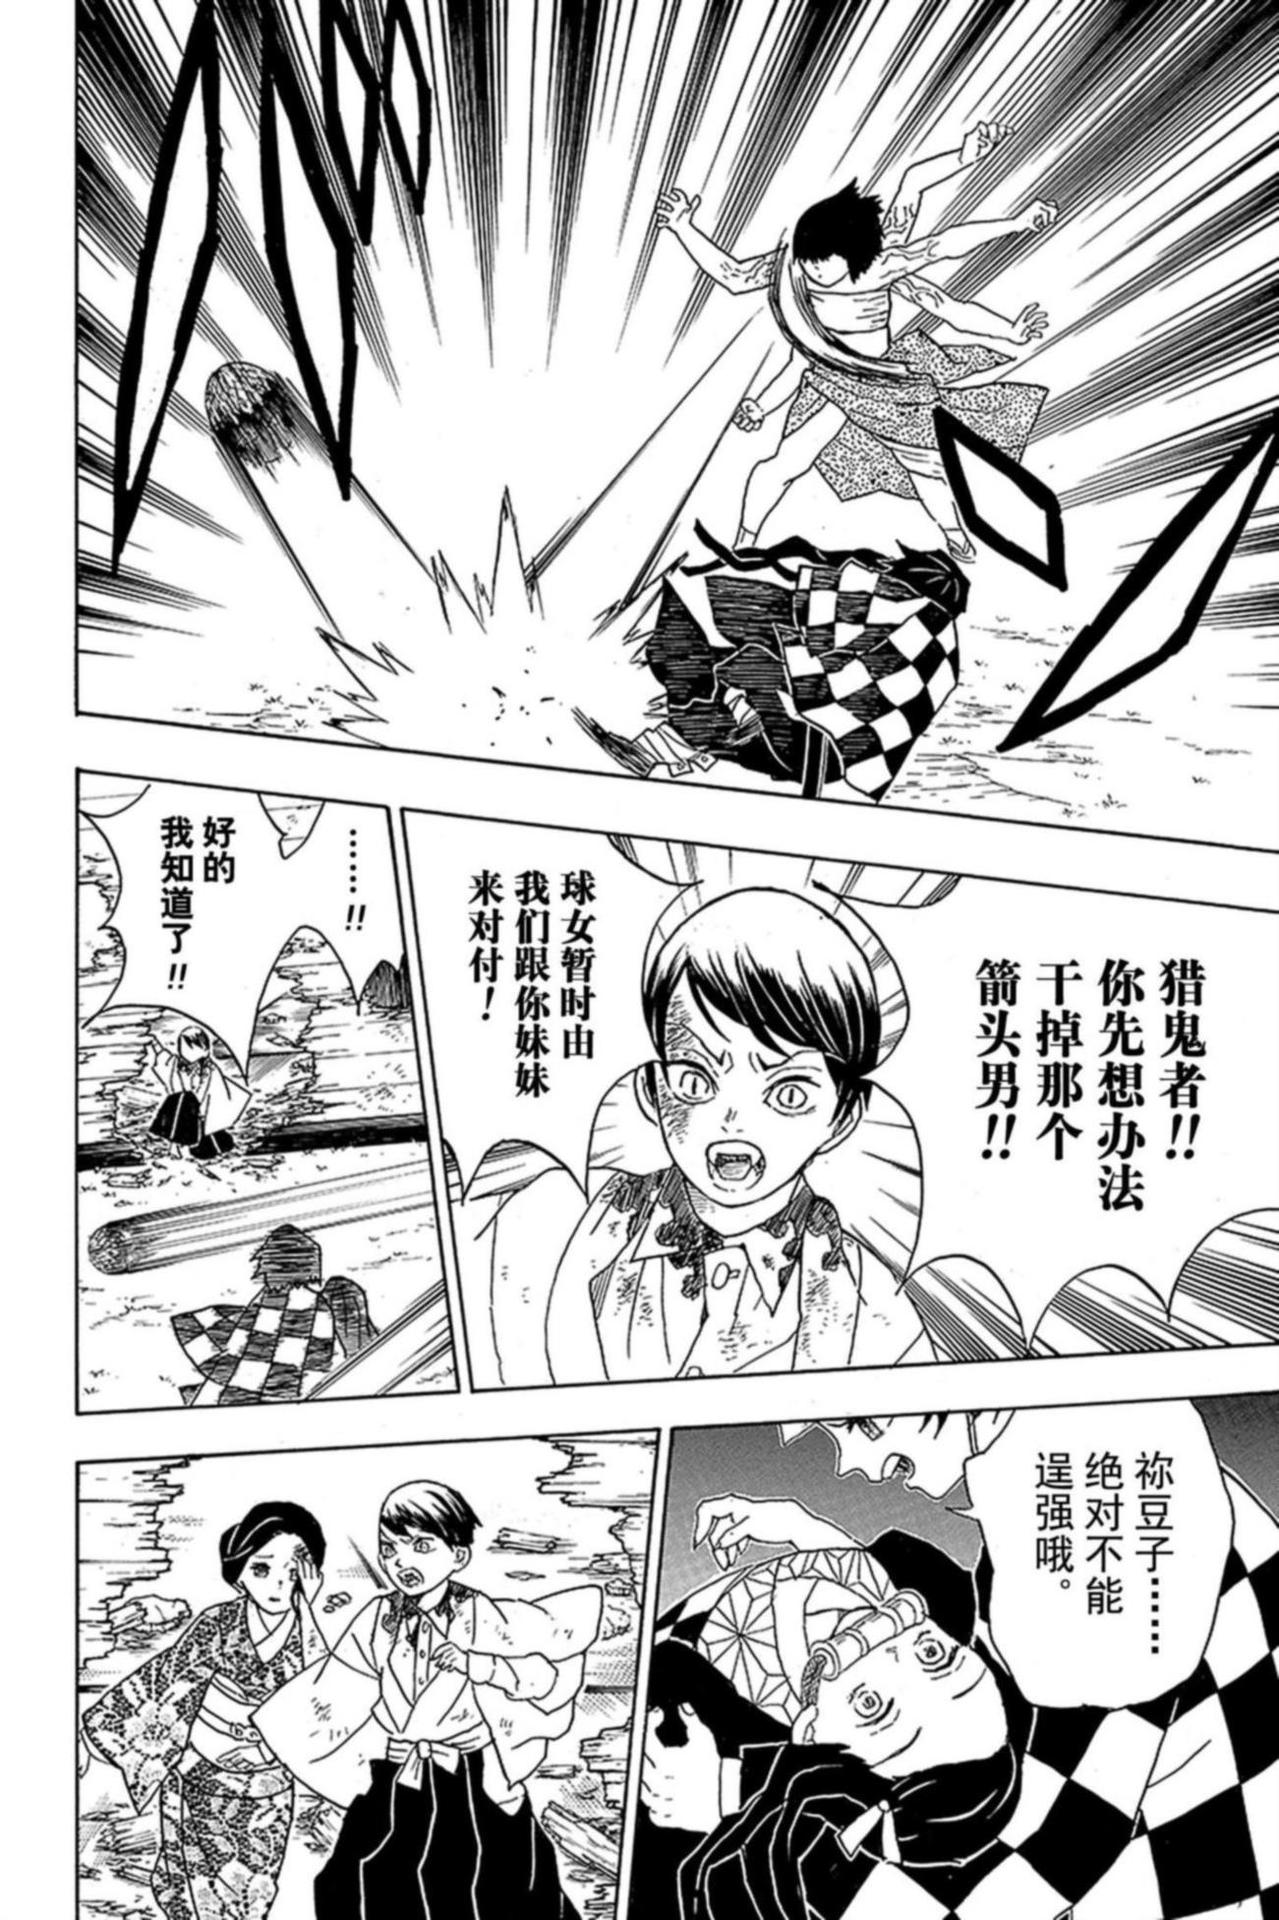 猎鬼者!!
你先想办法
干掉那个
箭头男!!
球女暂时由
我们跟你妹妹
来对付！
……!!
好的
我知道了!!
祢豆子……
绝对不能
逞强哦。